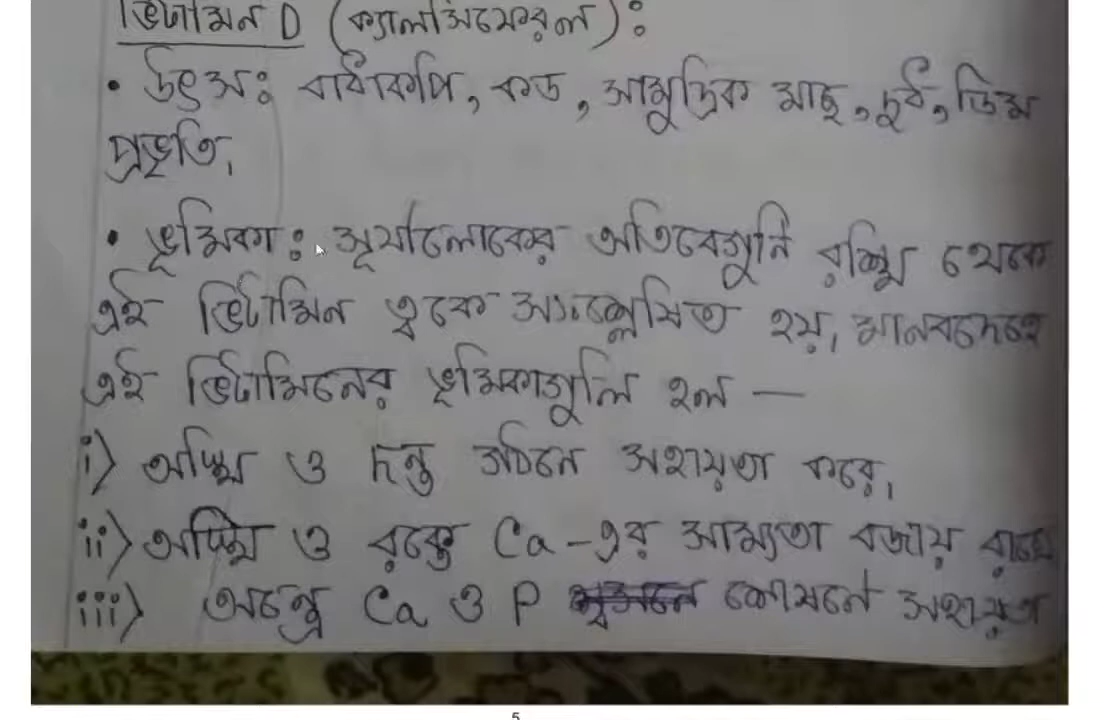 ভিটামিন D (ক্যালসিফেরল) :
• উৎস: বাঁধাকপি, কড, সামুদ্রিক মাছ, দুধ, ডিম
প্রভৃতি।
• ভূমিকা: সূর্যালোকের অতিবেগুনি রশ্মি থেকে
এই ভিটামিন ত্বকে সংশ্লেষিত হয়। মানবদেহে
এই ভিটামিনের ভূমিকাগুলি হল —
i) অস্থি ও দন্ত গঠনে সহায়তা করে।
ii) অস্থি ও রক্তে Ca-এর সাম্যতা বজায় রাখে
iii) অন্ত্রে Ca ও P শোষনে সহায়তা
5